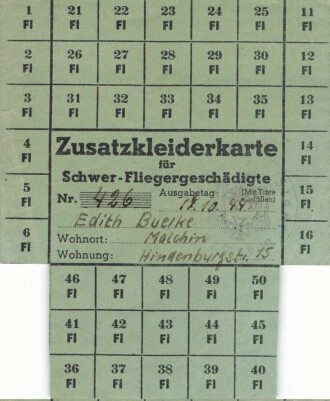 1 21 22 23 24 25 11
Fl Fl Fl Fl Fl Fl Fl
2 26 27 28 29 30 12
Fl Fl Fl Fl Fl Fl Fl
3 31 32 33 34 35 13
Fl Fl Fl Fl Fl Fl Fl
4 14
Fl Fl
5 15
Fl Fl
6 16
Fl Fl
Zusatzkleiderkarte
für
Schwer-Fliegergeschädigte
Nr. 426 Ausgabetag: (Mit Tinte
19.10.44 ausfüllen)
Edith Buelke
Wohnort: Malchin
Wohnung: Hindenburgstr. 15
46 47 48 49 50
Fl Fl Fl Fl Fl
41 42 43 44 45
Fl Fl Fl Fl Fl
36 37 38 39 40
Fl Fl Fl Fl Fl